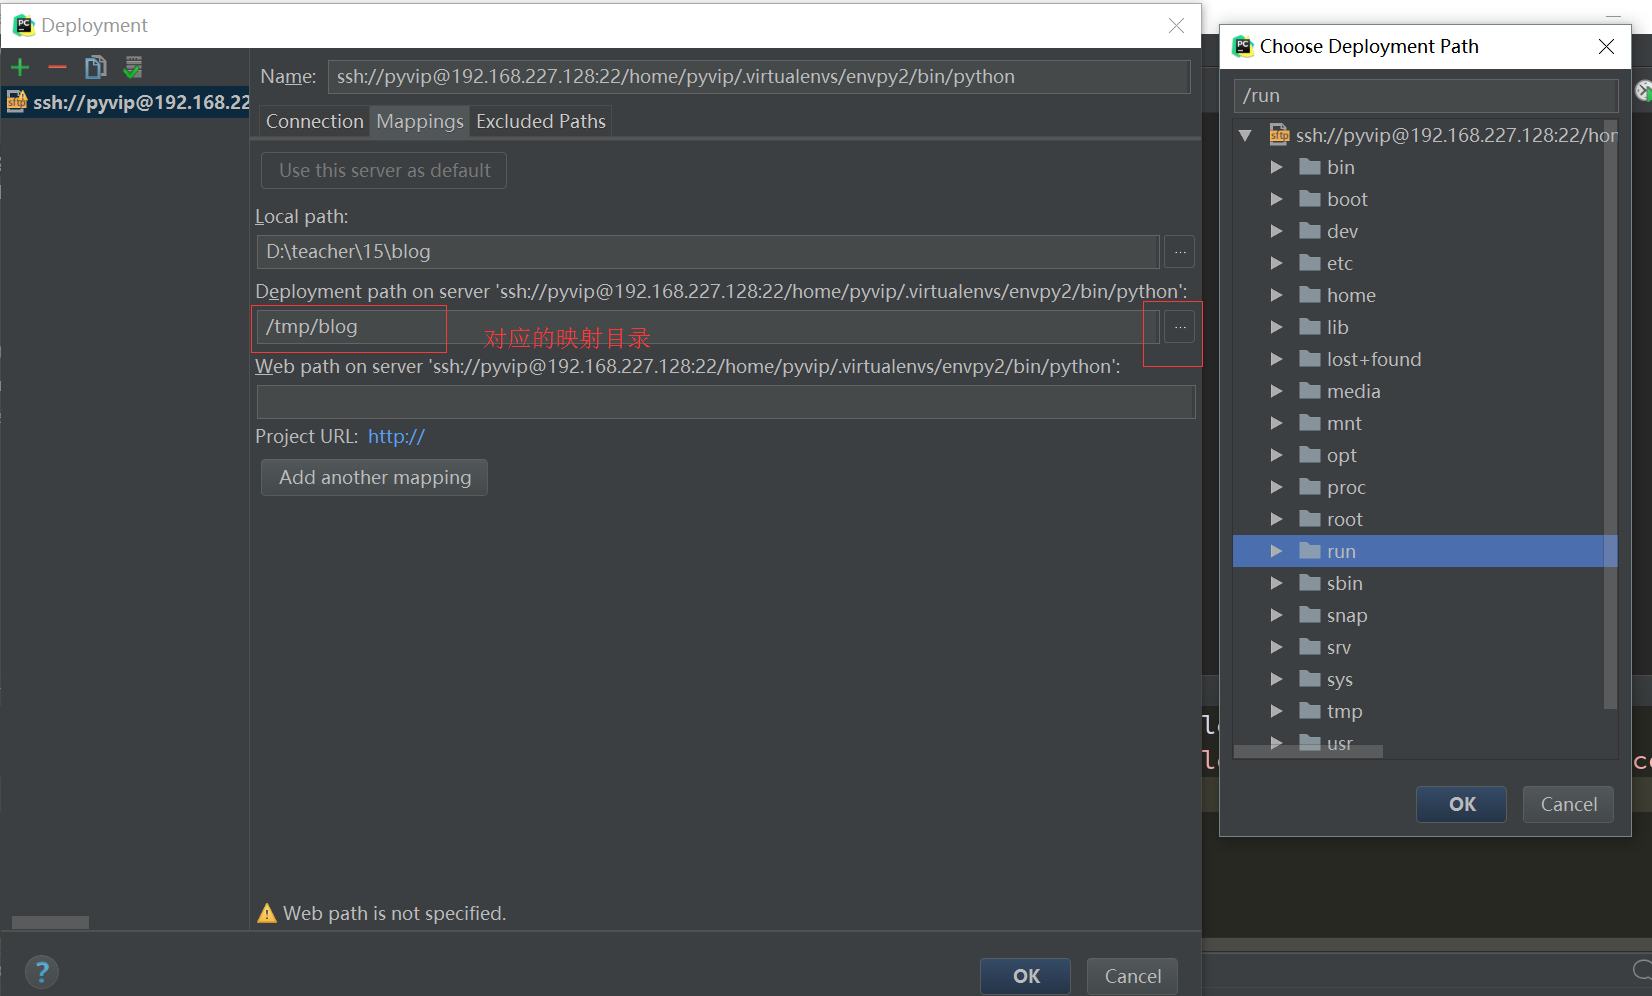 Deployment
ssh://pyvip@192.168.22
Name: ssh://pyvip@192.168.227.128:22/home/pyvip/.virtualenvs/envpy2/bin/python
Connection Mappings Excluded Paths
Use this server as default
Local path:
D:\teacher\15\blog
...
Deployment path on server 'ssh://pyvip@192.168.227.128:22/home/pyvip/.virtualenvs/envpy2/bin/python':
/tmp/blog
...
对应的映射目录
Web path on server 'ssh://pyvip@192.168.227.128:22/home/pyvip/.virtualenvs/envpy2/bin/python':
Project URL: http://
Add another mapping
Web path is not specified.
?
OK Cancel
Choose Deployment Path
/run
sftp ssh://pyvip@192.168.227.128:22/hor
bin
boot
dev
etc
home
lib
lost+found
media
mnt
opt
proc
root
run
sbin
snap
srv
sys
tmp
usr
OK Cancel